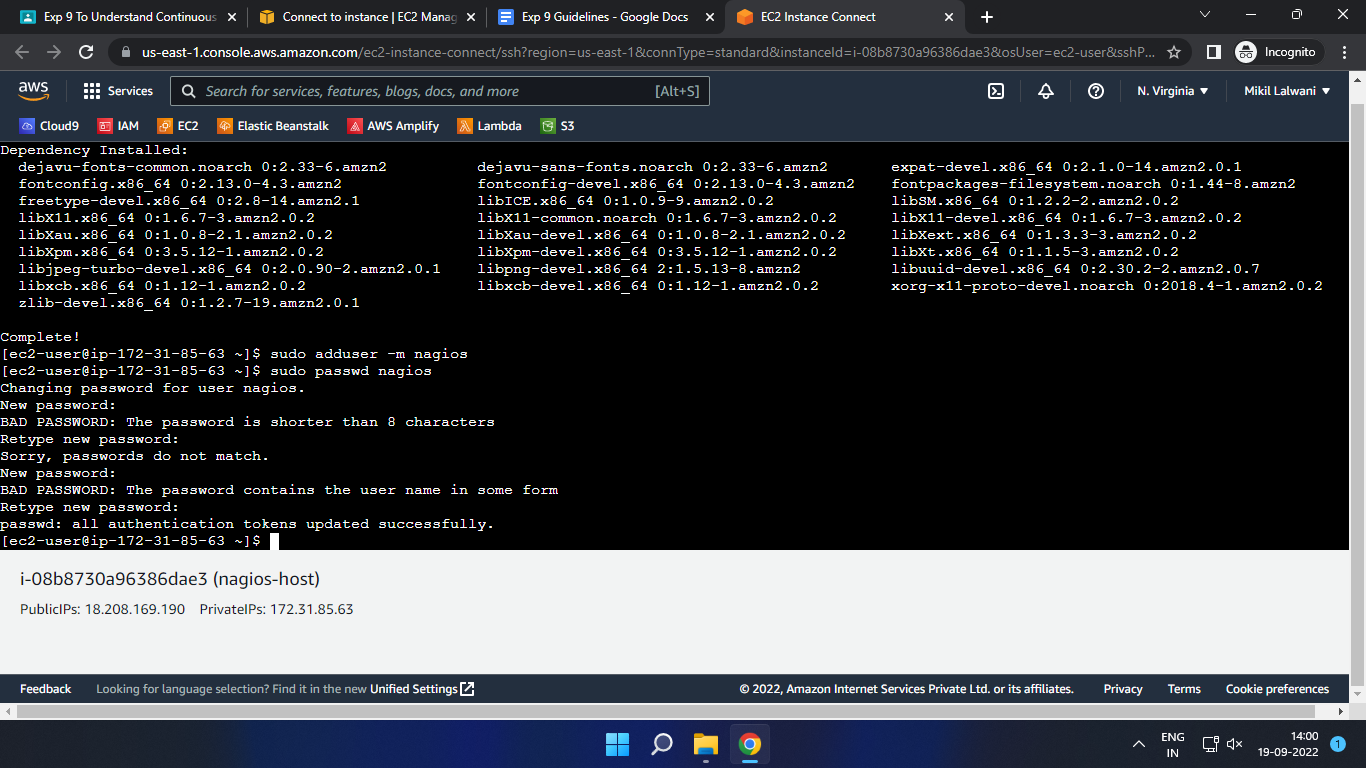 Exp 9 To Understand Continuous
Connect to instance | EC2 Manag
Exp 9 Guidelines - Google Docs
EC2 Instance Connect
us-east-1.console.aws.amazon.com/ec2-instance-connect/ssh?region=us-east-1&connType=standard&instanceId=i-08b8730a96386dae3&osUser=ec2-user&sshP...
Incognito
aws
Services
Search for services, features, blogs, docs, and more
[Alt+S]
N. Virginia
Mikil Lalwani
Cloud9 IAM EC2 Elastic Beanstalk AWS Amplify Lambda S3
Dependency Installed:
dejavu-fonts-common.noarch 0:2.33-6.amzn2 dejavu-sans-fonts.noarch 0:2.33-6.amzn2 expat-devel.x86_64 0:2.1.0-14.amzn2.0.1
fontconfig.x86_64 0:2.13.0-4.3.amzn2 fontconfig-devel.x86_64 0:2.13.0-4.3.amzn2 fontpackages-filesystem.noarch 0:1.44-8.amzn2
freetype-devel.x86_64 0:2.8-14.amzn2.1 libICE.x86_64 0:1.0.9-9.amzn2.0.2 libSM.x86_64 0:1.2.2-2.amzn2.0.2
libX11.x86_64 0:1.6.7-3.amzn2.0.2 libX11-common.noarch 0:1.6.7-3.amzn2.0.2 libX11-devel.x86_64 0:1.6.7-3.amzn2.0.2
libXau.x86_64 0:1.0.8-2.1.amzn2.0.2 libXau-devel.x86_64 0:1.0.8-2.1.amzn2.0.2 libXext.x86_64 0:1.3.3-3.amzn2.0.2
libXpm.x86_64 0:3.5.12-1.amzn2.0.2 libXpm-devel.x86_64 0:3.5.12-1.amzn2.0.2 libXt.x86_64 0:1.1.5-3.amzn2.0.2
libjpeg-turbo-devel.x86_64 0:2.0.90-2.amzn2.0.1 libpng-devel.x86_64 2:1.5.13-8.amzn2 libuuid-devel.x86_64 0:2.30.2-2.amzn2.0.7
libxcb.x86_64 0:1.12-1.amzn2.0.2 libxcb-devel.x86_64 0:1.12-1.amzn2.0.2 xorg-x11-proto-devel.noarch 0:2018.4-1.amzn2.0.2
zlib-devel.x86_64 0:1.2.7-19.amzn2.0.1
Complete!
[ec2-user@ip-172-31-85-63 ~]$ sudo adduser -m nagios
[ec2-user@ip-172-31-85-63 ~]$ sudo passwd nagios
Changing password for user nagios.
New password:
BAD PASSWORD: The password is shorter than 8 characters
Retype new password:
Sorry, passwords do not match.
New password:
BAD PASSWORD: The password contains the user name in some form
Retype new password:
passwd: all authentication tokens updated successfully.
[ec2-user@ip-172-31-85-63 ~]$
i-08b8730a96386dae3 (nagios-host)
PublicIPs: 18.208.169.190 PrivateIPs: 172.31.85.63
Feedback Looking for language selection? Find it in the new Unified Settings © 2022, Amazon Internet Services Private Ltd. or its affiliates. Privacy Terms Cookie preferences
ENG
IN
14:00
19-09-2022
1